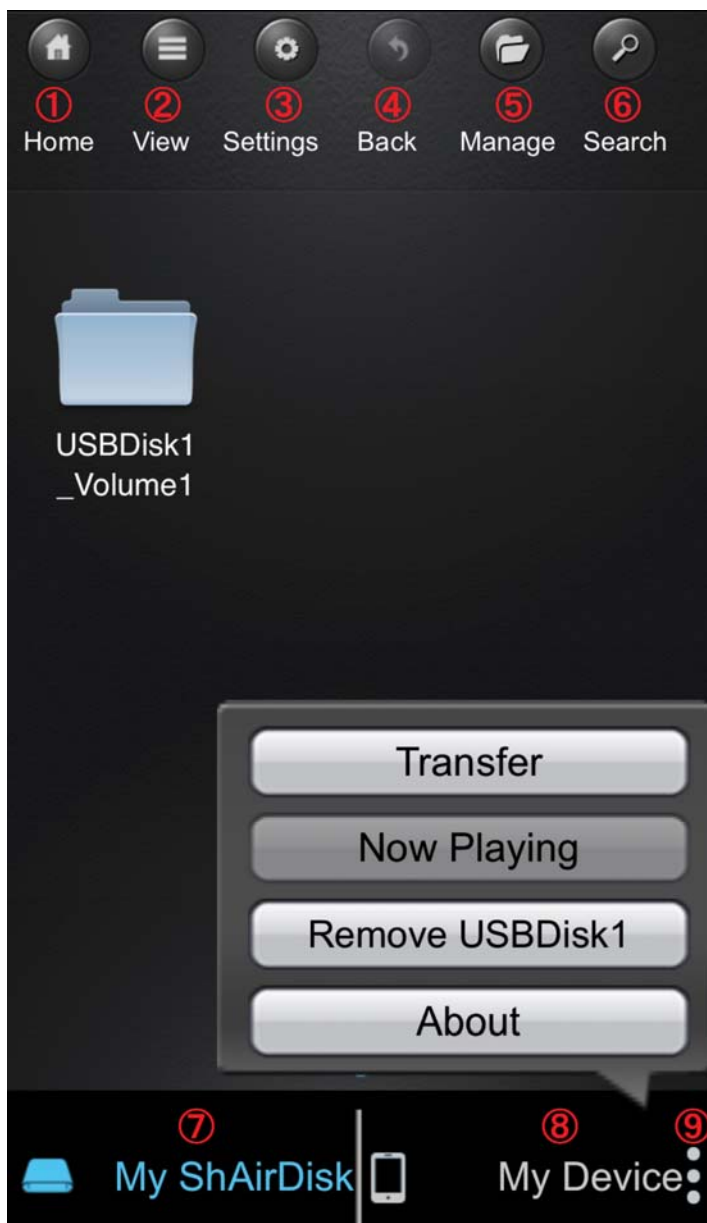 ① ② ③ ④ ⑤ ⑥
Home View Settings Back Manage Search
USBDisk1
_Volume1
Transfer
Now Playing
Remove USBDisk1
About
⑦ ⑧ ⑨
My ShAirDisk My Device